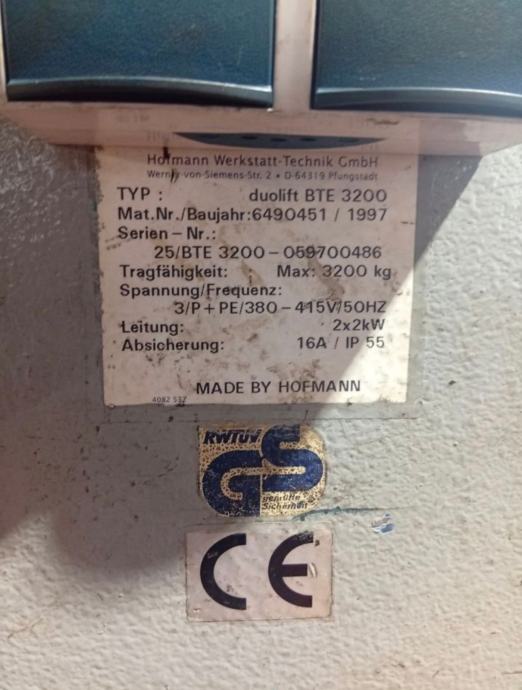 Hofmann Werkstatt-Technik GmbH
Werner-von-Siemens-Str. 2 • D-64319 Pfungstadt
TYP : duolift BTE 3200
Mat.Nr./Baujahr:6490451 / 1997
Serien – Nr.:
25/BTE 3200 – 059700486
Tragfähigkeit: Max: 3200 kg
Spannung/Frequenz:
3/P + PE/380 – 415V/50HZ
Leitung: 2x2kW
Absicherung: 16A / IP 55
MADE BY HOFMANN
4082 532
RWTÜV
GS
geprüfte
Sicherheit
CE